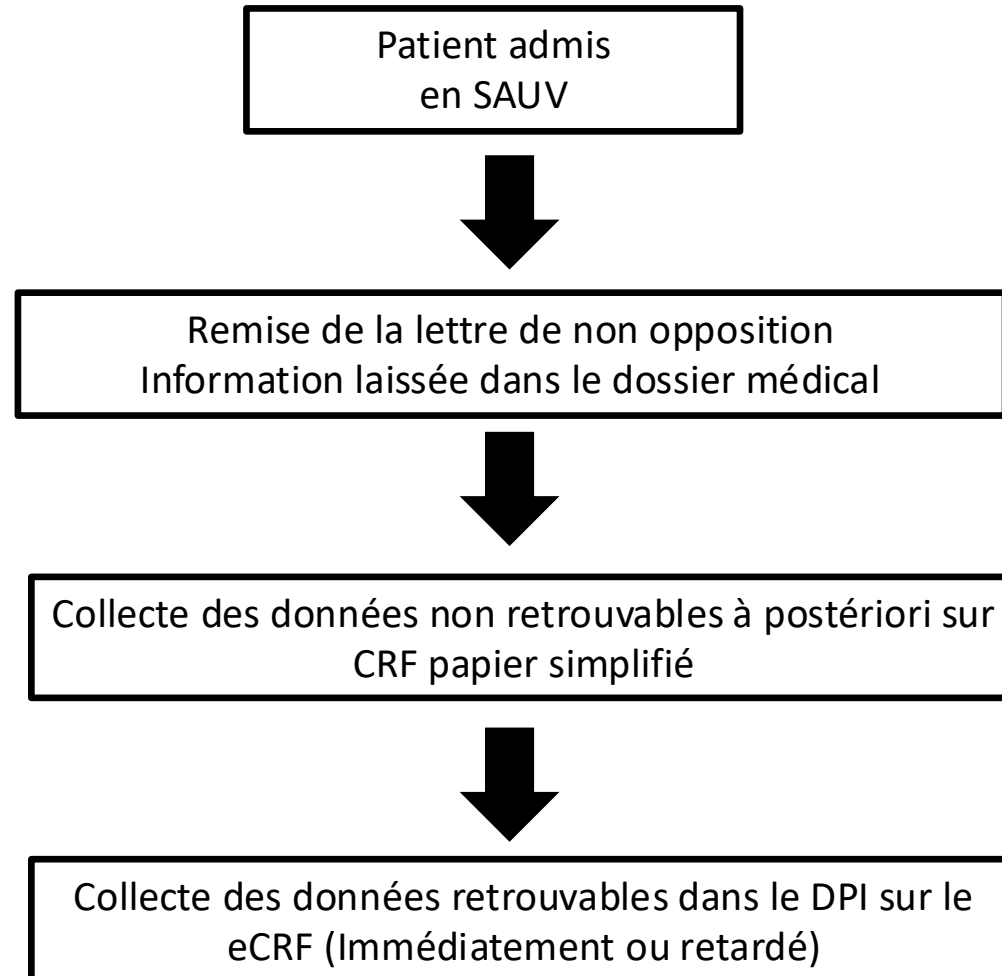 Patient admis
en SAUV
Remise de la lettre de non opposition
Information laissée dans le dossier médical
Collecte des données non retrouvables à postériori sur
CRF papier simplifié
Collecte des données retrouvables dans le DPI sur le
eCRF (Immédiatement ou retardé)